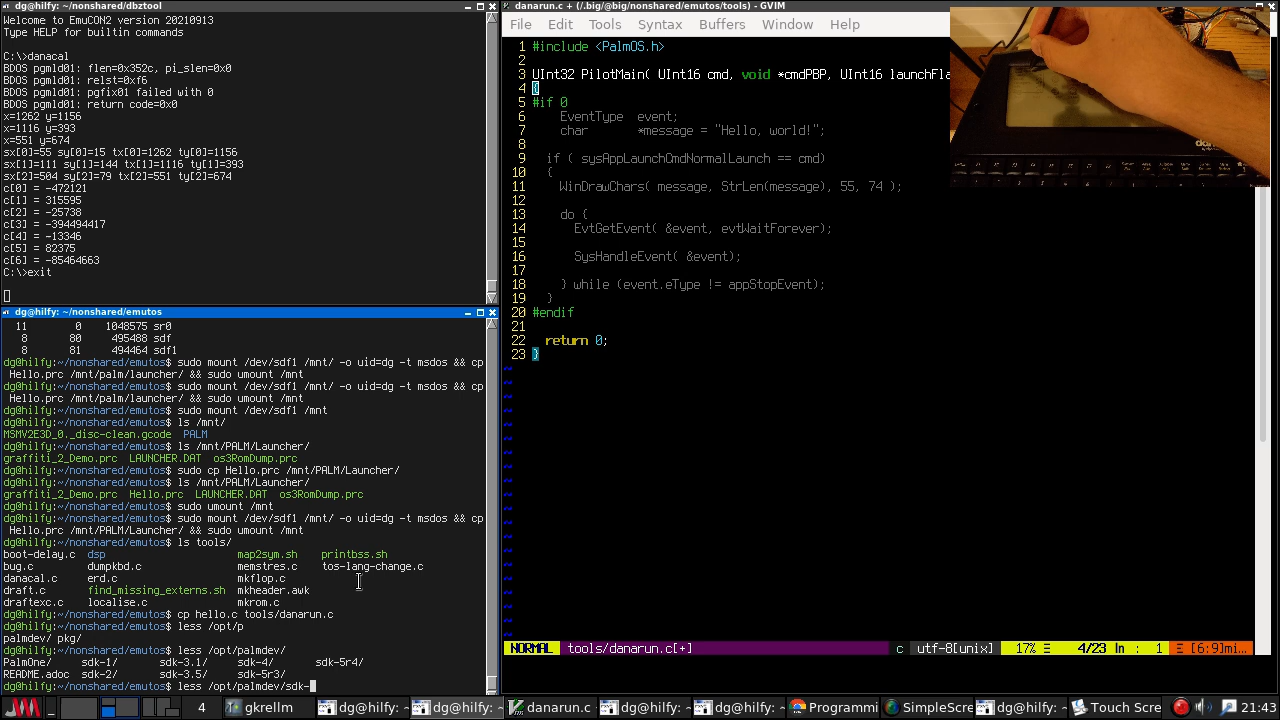 dg@hilfy: ~/nonshared/dbztool
Welcome to EmuCON2 version 20210913
C:\>danacal
BDOS pgmld01: flen=0x352c, pi_slen=0x0
BDOS pgmld01: relst=0xf6
BDOS pgmld01: pgfix01 failed with 0
BDOS pgmld01: return code=0x0
x=1262 y=1156
x=1116 y=393
x=551 y=674
sx[0]=55 sy[0]=15 tx[0]=1262 ty[0]=1156
sx[1]=111 sy[1]=144 tx[1]=1116 ty[1]=393
sx[2]=504 sy[2]=79 tx[2]=551 ty[2]=674
c[0] = -472121
c[1] = 315595
c[2] = -25738
c[3] = -394494417
c[4] = -13346
c[5] = 82375
c[6] = -85464663
C:\>exit
dg@hilfy: ~/nonshared/emutos
11 0 1048575 sr0
8 80 495488 sdf
8 81 494464 sdf1
dg@hilfy:~/nonshared/emutos$ sudo mount /dev/sdf1 /mnt/ -o uid=dg -t msdos && cp
Hello.prc /mnt/palm/launcher/ && sudo umount /mnt
dg@hilfy:~/nonshared/emutos$ sudo mount /dev/sdf1 /mnt/ -o uid=dg -t msdos && cp
Hello.prc /mnt/palm/launcher/ && sudo umount /mnt
dg@hilfy:~/nonshared/emutos$ sudo mount /dev/sdf1 /mnt
dg@hilfy:~/nonshared/emutos$ ls /mnt/
MSMV2E3D_0._disc-clean.gcode PALM
dg@hilfy:~/nonshared/emutos$ ls /mnt/PALM/Launcher/
graffiti_2_Demo.prc LAUNCHER.DAT os3RomDump.prc
dg@hilfy:~/nonshared/emutos$ sudo cp Hello.prc /mnt/PALM/Launcher/
dg@hilfy:~/nonshared/emutos$ ls /mnt/PALM/Launcher/
graffiti_2_Demo.prc Hello.prc LAUNCHER.DAT os3RomDump.prc
dg@hilfy:~/nonshared/emutos$ sudo umount /mnt
dg@hilfy:~/nonshared/emutos$ sudo mount /dev/sdf1 /mnt/ -o uid=dg -t msdos && cp
Hello.prc /mnt/PALM/Launcher/ && sudo umount /mnt
dg@hilfy:~/nonshared/emutos$ ls tools/
boot-delay.c dsp map2sym.sh printbss.sh
bug.c dumpkbd.c memstres.c tos-lang-change.c
danacal.c erd.c mkflop.c
draft.c find_missing_externs.sh mkheader.awk
draftexc.c localise.c mkrom.c
dg@hilfy:~/nonshared/emutos$ cp hello.c tools/danarun.c
dg@hilfy:~/nonshared/emutos$ less /opt/p
palmdev/ pkg/
dg@hilfy:~/nonshared/emutos$ less /opt/palmdev/
PalmOne/ sdk-1/ sdk-3.1/ sdk-4/ sdk-5r4/
README.adoc sdk-2/ sdk-3.5/ sdk-5r3/
dg@hilfy:~/nonshared/emutos$ less /opt/palmdev/sdk-
danarun.c + (/.big/@big/nonshared/emutos/tools) - GVIM
File Edit Tools Syntax Buffers Help
1 #include <PalmOS.h>
2
3 UInt32 PilotMain( UInt16 cmd, void *cmdPBP, UInt16 launchFla
4 {
5 #if 0
6 EventType event;
7 char *message = "Hello, world!";
8
9 if ( sysAppLaunchCmdNormalLaunch == cmd)
10 {
11 WinDrawChars( message, StrLen(message), 55, 74 );
12
13 do {
14 EvtGetEvent( &event, evtWaitForever);
15
16 SysHandleEvent( &event);
17
18 } while (event.eType != appStopEvent);
19 }
20 #endif
21
22 return 0;
23 }
NORMAL tools/danarun.c[+] c utf-8[unix] 17% ☰ 4/23 ln : 1 Ξ [6:9]mi…
4 gkrellm dg@hilfy: ~ dg@hilfy: ~ danarun.c dg@hilfy: ~ dg@hilfy: ~ Programmi SimpleScre dg@hilfy: ~ Touch Scre 21:43